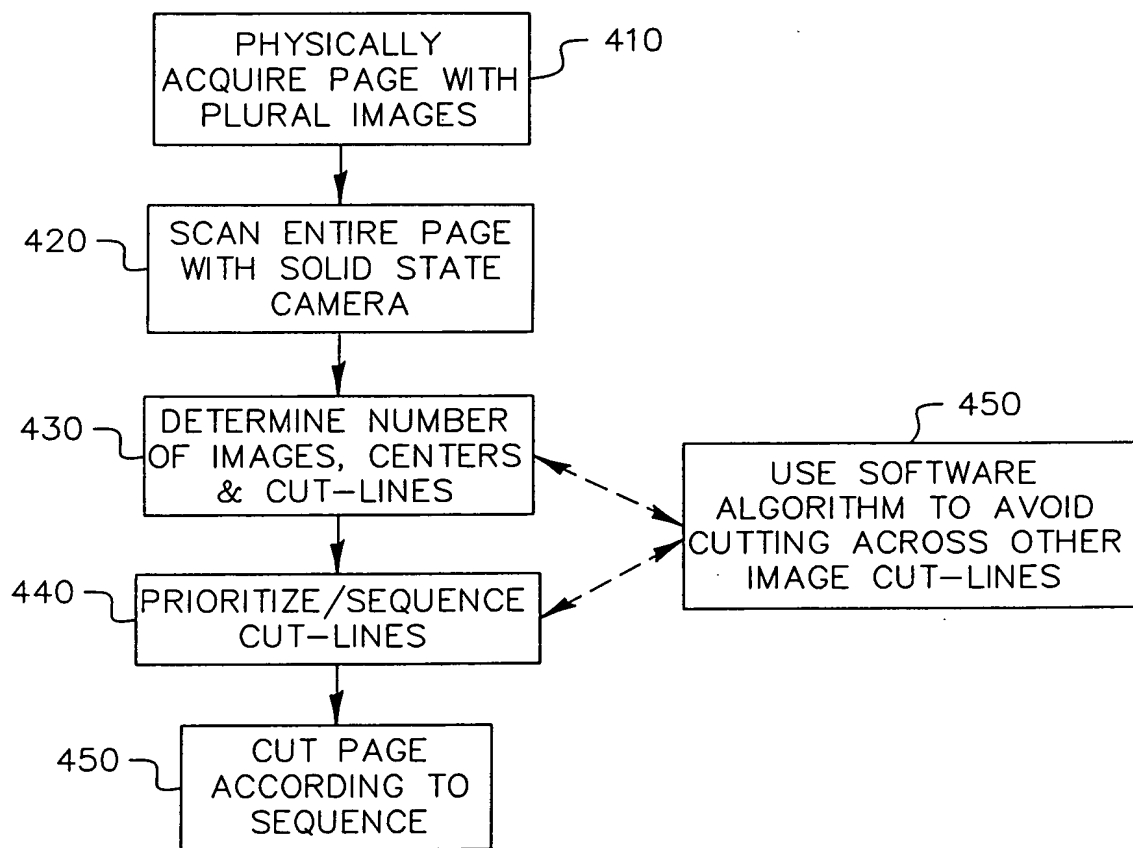 PHYSICALLY
ACQUIRE PAGE WITH
PLURAL IMAGES
410
420
SCAN ENTIRE PAGE
WITH SOLID STATE
CAMERA
430
DETERMINE NUMBER
OF IMAGES, CENTERS
& CUT-LINES
450
USE SOFTWARE
ALGORITHM TO AVOID
CUTTING ACROSS OTHER
IMAGE CUT-LINES
440
PRIORITIZE/SEQUENCE
CUT-LINES
450
CUT PAGE
ACCORDING TO
SEQUENCE